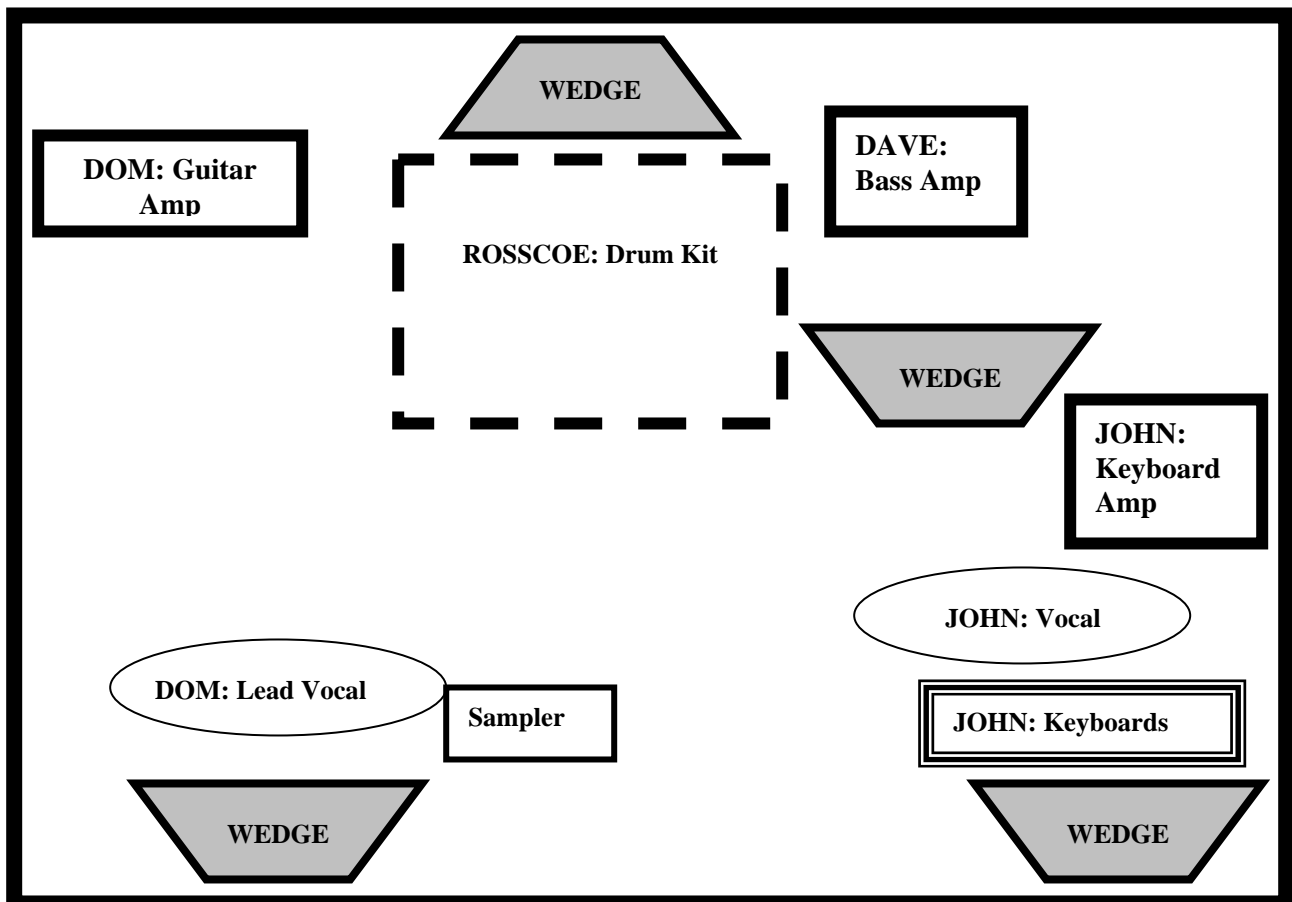 WEDGE
DOM: Guitar
Amp
DAVE:
Bass Amp
ROSSCOE: Drum Kit
WEDGE
JOHN:
Keyboard
Amp
JOHN: Vocal
DOM: Lead Vocal
Sampler
JOHN: Keyboards
WEDGE
WEDGE